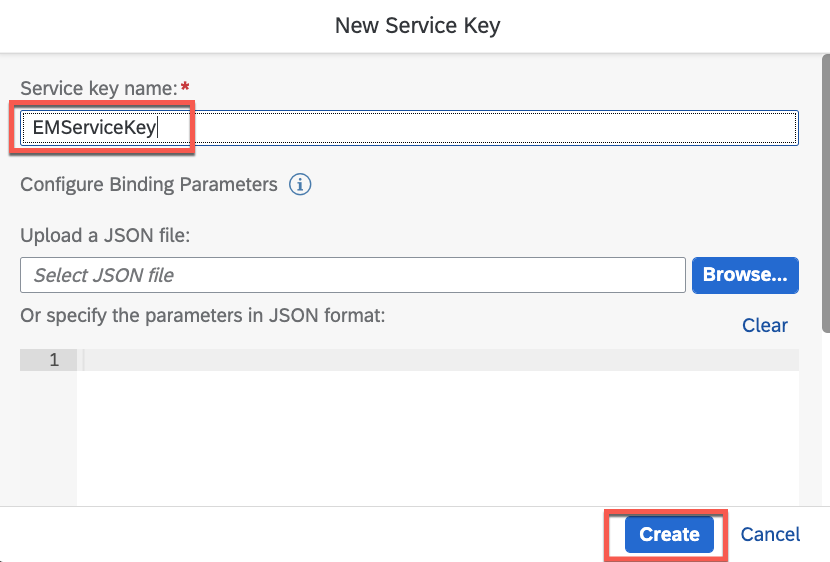 New Service Key
Service key name:*
EMServiceKey
Configure Binding Parameters
Upload a JSON file:
Select JSON file
Browse...
Or specify the parameters in JSON format:
Clear
1
Create
Cancel